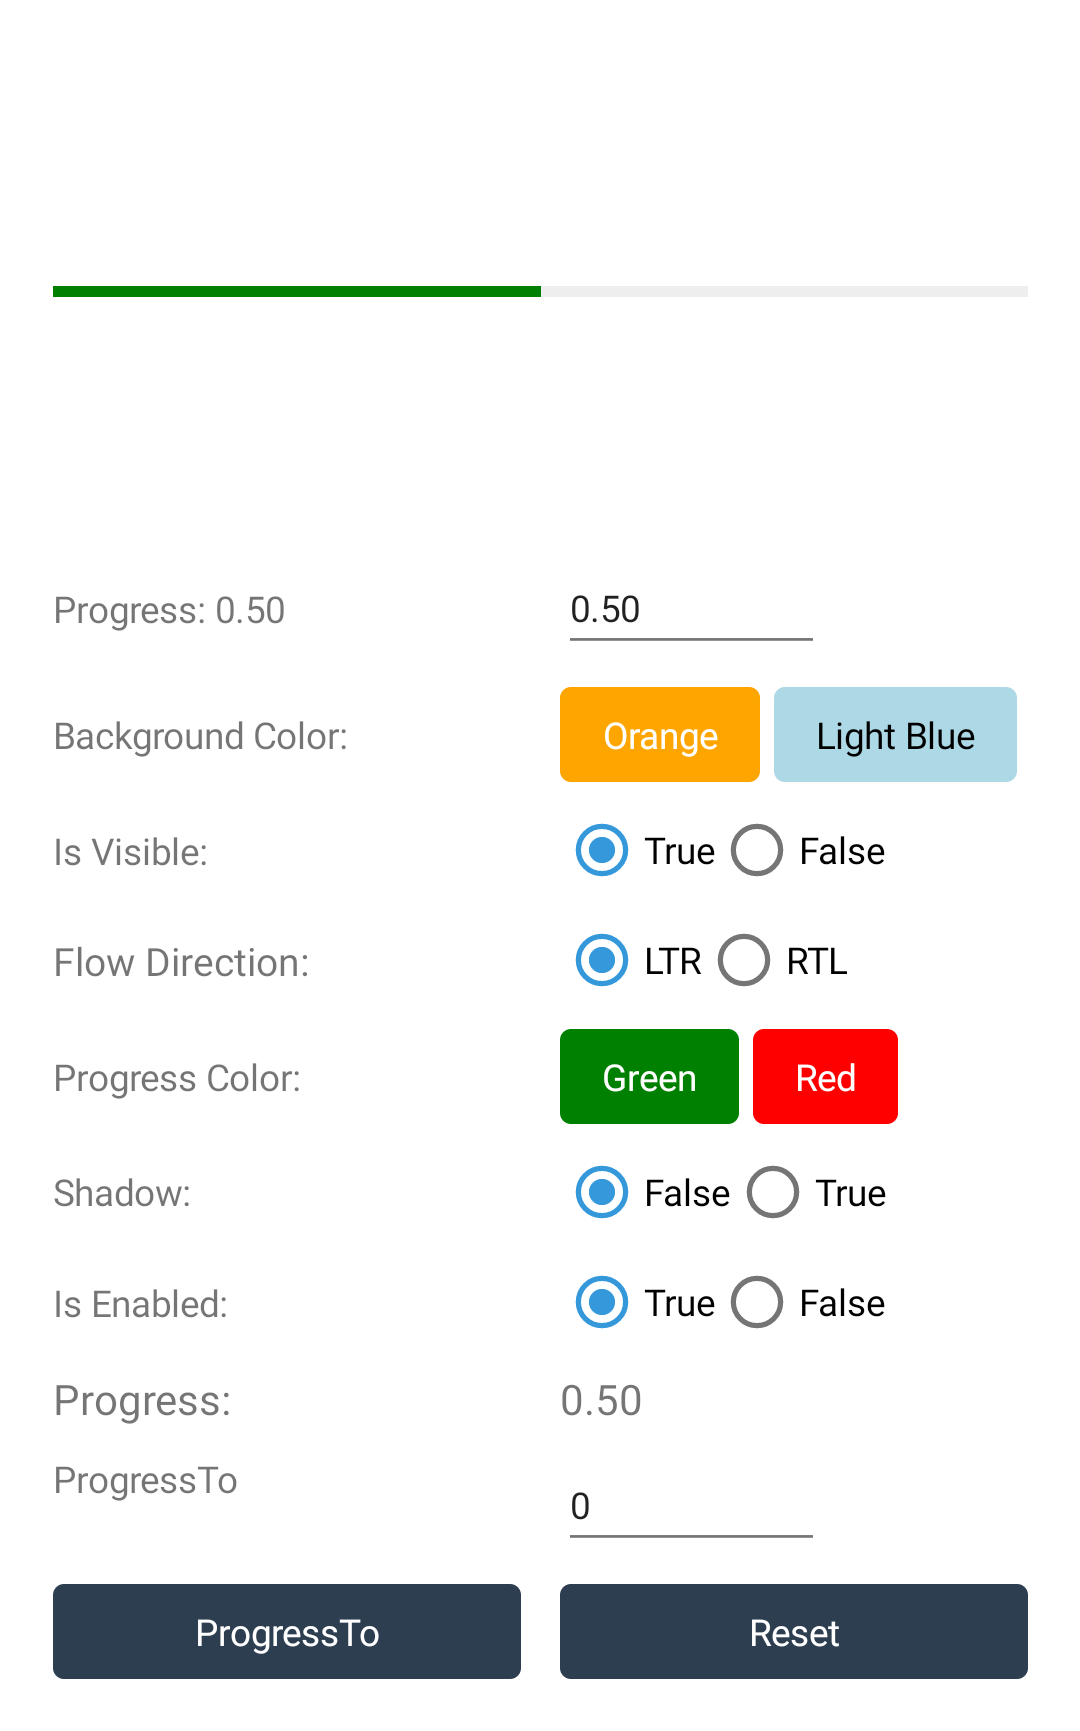 Progress: 0.50 0.50
Background Color: Orange Light Blue
Is Visible: True False
Flow Direction: LTR RTL
Progress Color: Green Red
Shadow: False True
Is Enabled: True False
Progress: 0.50
ProgressTo 0
ProgressTo Reset